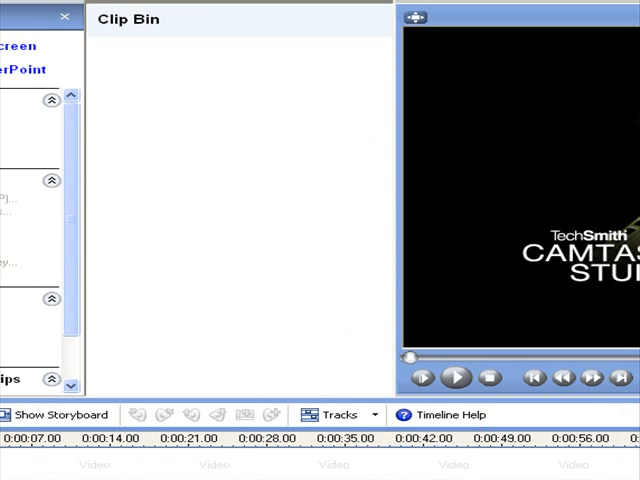 Clip Bin
creen
erPoint
P)...
s...
ey...
ips
TechSmith
CAMTAS
STU
Show Storyboard
Tracks
Timeline Help
0:00:07.00 0:00:14.00 0:00:21.00 0:00:28.00 0:00:35.00 0:00:42.00 0:00:49.00 0:00:56.00 0:
Video Video Video Video Video